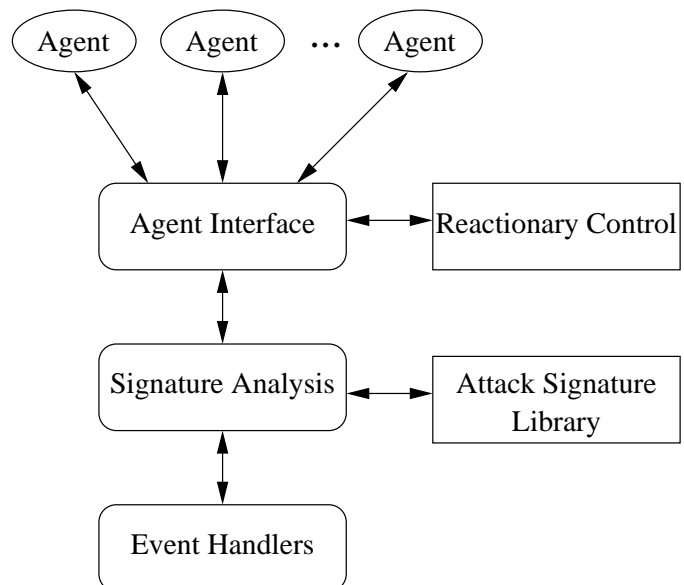 Agent Agent ... Agent
Agent Interface
Reactionary Control
Signature Analysis
Attack Signature
Library
Event Handlers